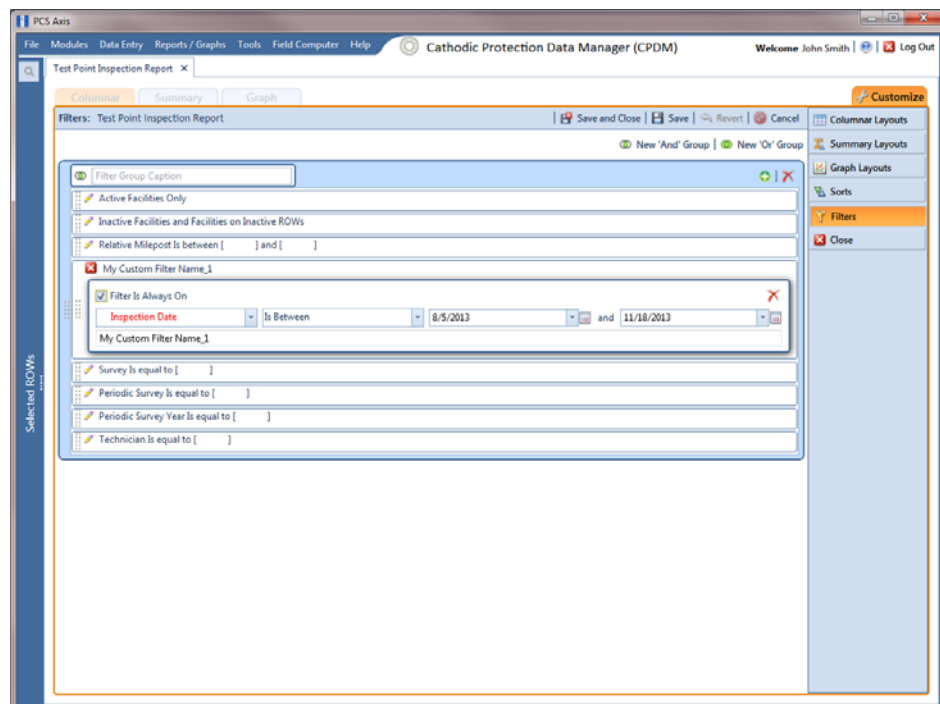 PCS Axis
File Modules Data Entry Reports / Graphs Tools Field Computer Help Cathodic Protection Data Manager (CPDM) Welcome John Smith | | Log Out
Test Point Inspection Report ×
Columnar Summary Graph Customize
Filters: Test Point Inspection Report | Save and Close | Save | Revert | Cancel
Columnar Layouts
New 'And' Group | New 'Or' Group
Summary Layouts
Graph Layouts
Sorts
Filters
Close
Filter Group Caption
Active Facilities Only
Inactive Facilities and Facilities on Inactive ROWs
Relative Milepost Is between [ ] and [ ]
My Custom Filter Name_1
Filter Is Always On
Inspection Date Is Between 8/5/2013 and 11/18/2013
My Custom Filter Name_1
Survey Is equal to [ ]
Periodic Survey Is equal to [ ]
Periodic Survey Year Is equal to [ ]
Technician Is equal to [ ]
Selected ROWs